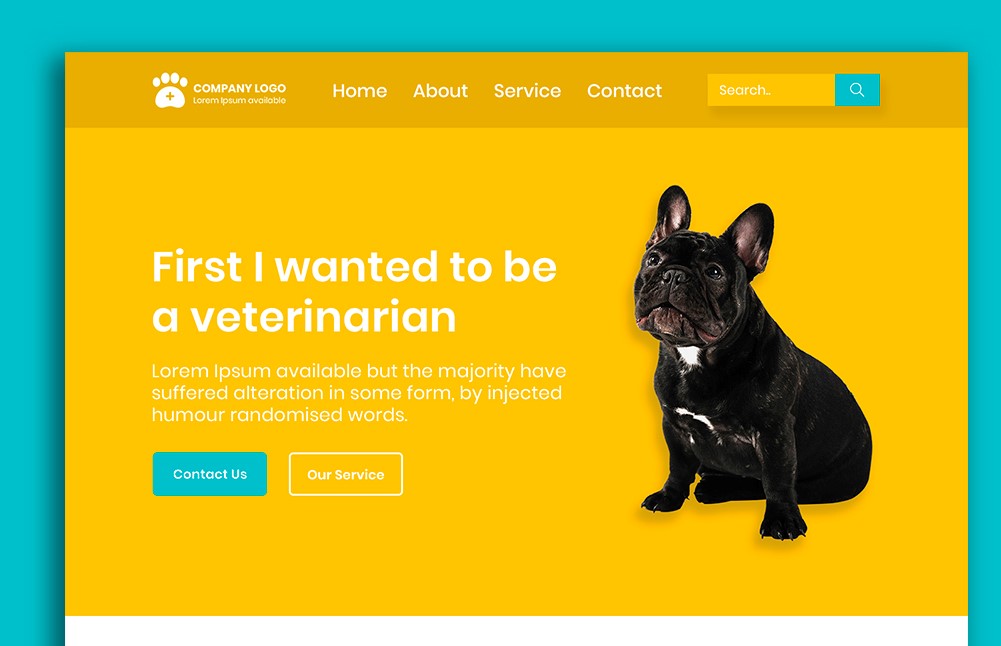 COMPANY LOGO
Lorem Ipsum available
Home About Service Contact
Search..
First I wanted to be
a veterinarian
Lorem Ipsum available but the majority have
suffered alteration in some form, by injected
humour randomised words.
Contact Us
Our Service